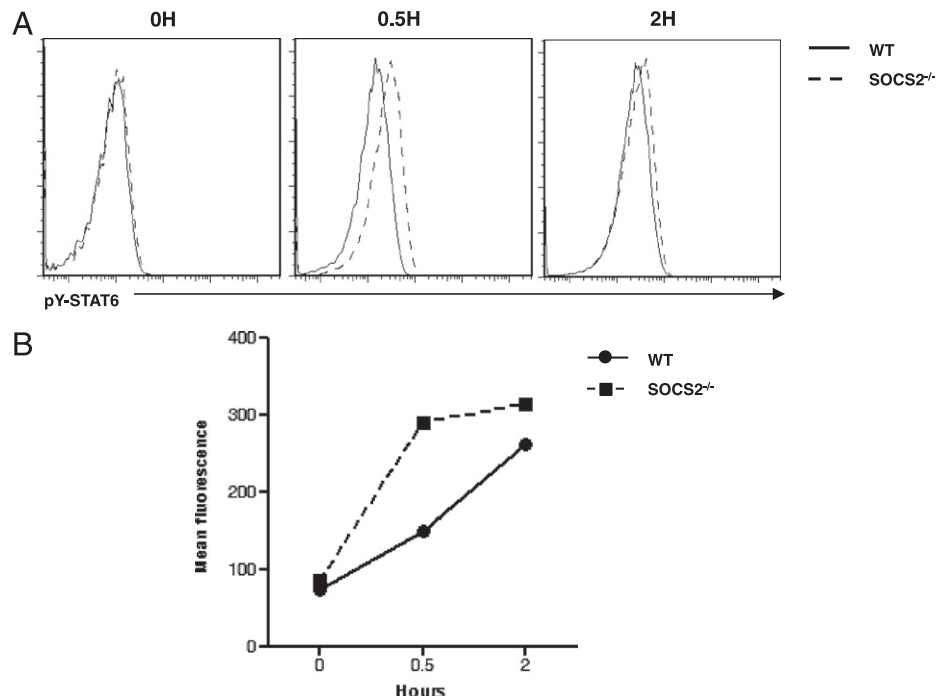 A
0H
0.5H
2H
WT
SOCS2-/-
pY-STAT6
B
400
300
200
100
0
Mean fluorescence
0
0.5
2
Hours
WT
SOCS2-/-